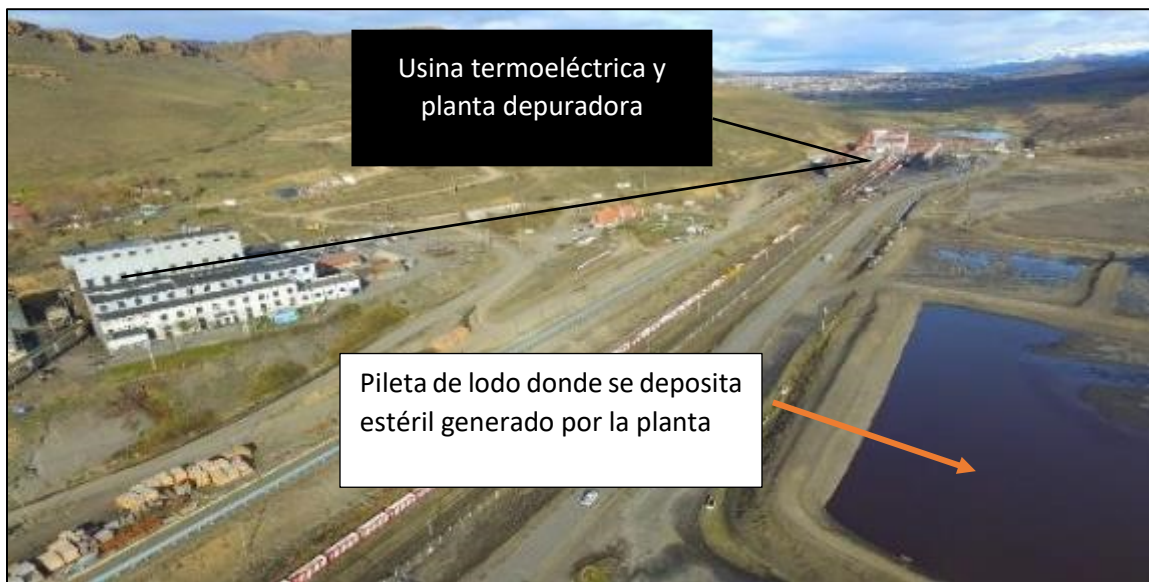 Usina termoeléctrica y
planta depuradora
Pileta de lodo donde se deposita
estéril generado por la planta